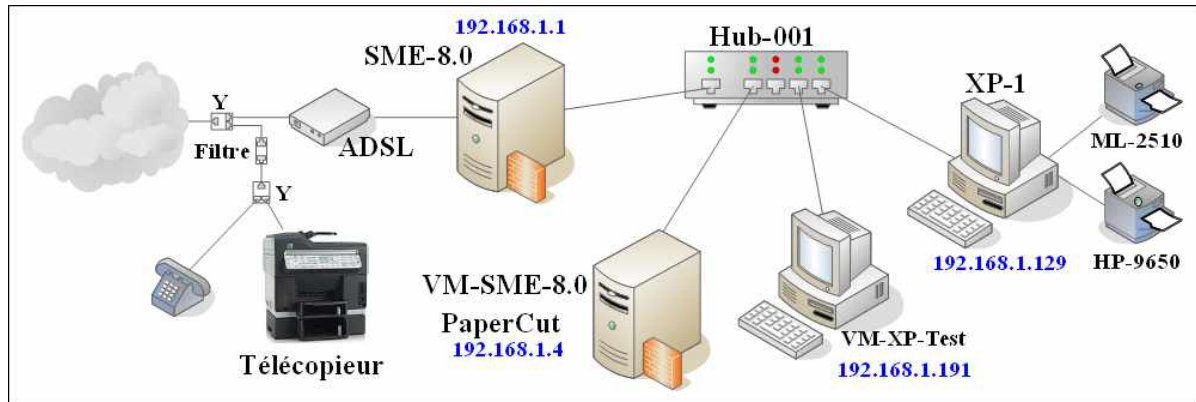 192.168.1.1
SME-8.0
Hub-001
XP-1
Y
Filtre
ADSL
ML-2510
Y
HP-9650
192.168.1.129
VM-SME-8.0
PaperCut
192.168.1.4
VM-XP-Test
192.168.1.191
Télécopieur